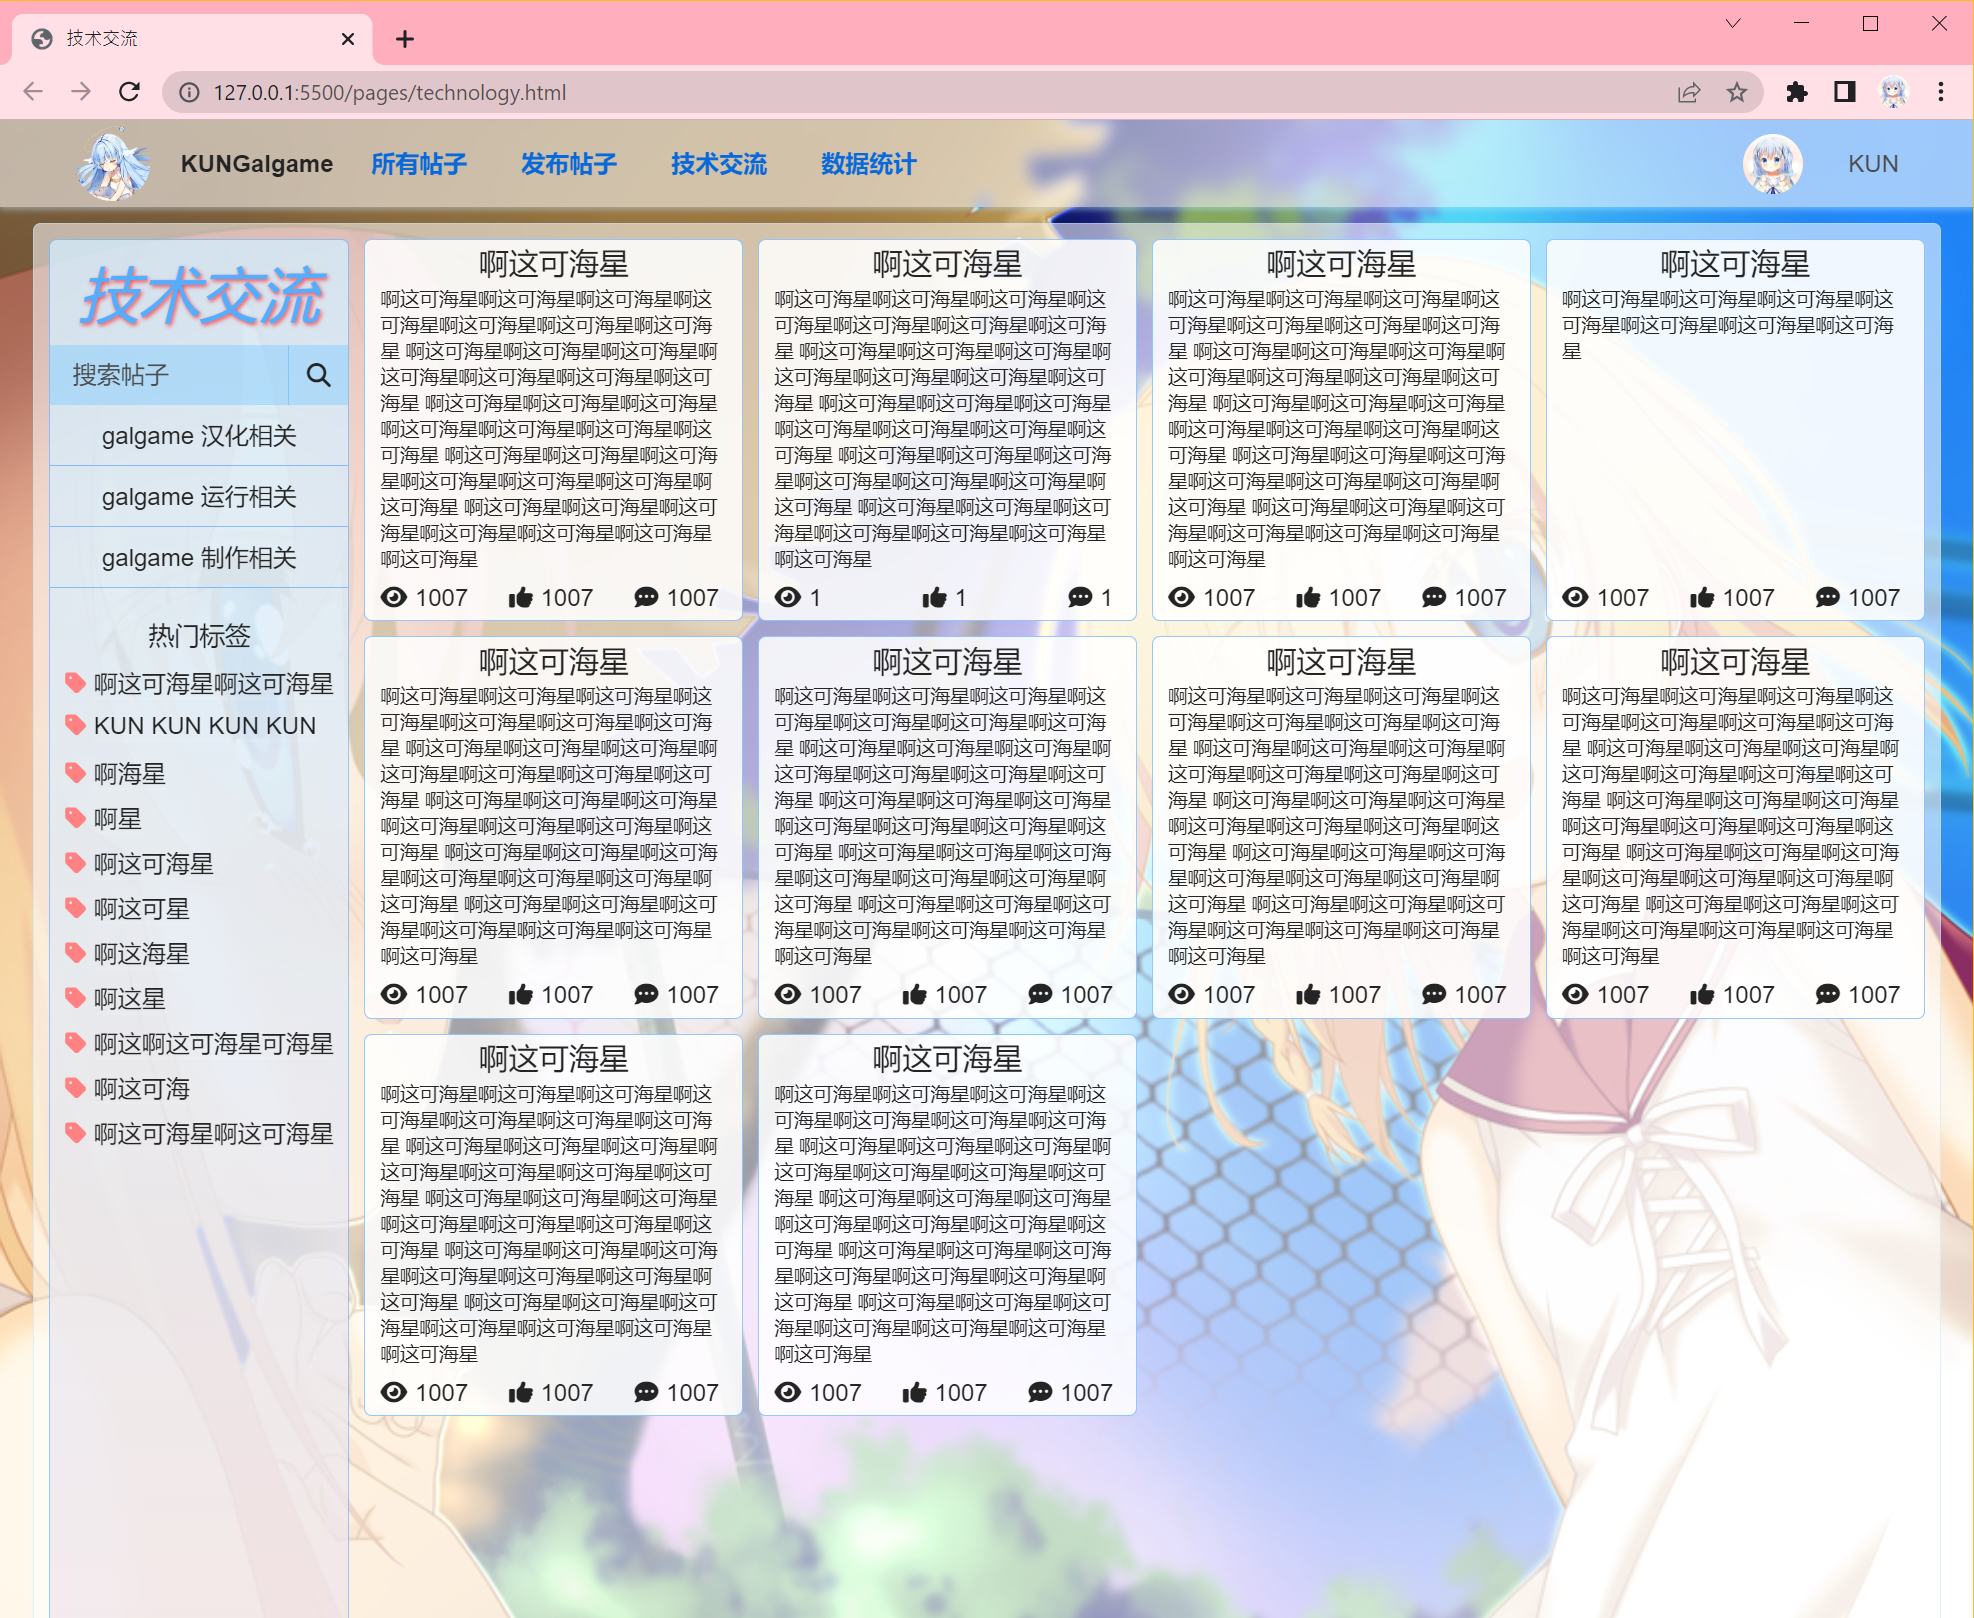 技术交流
127.0.0.1:5500/pages/technology.html
KUNGalgame 所有帖子 发布帖子 技术交流 数据统计 KUN
技术交流
搜索帖子
galgame 汉化相关
galgame 运行相关
galgame 制作相关
热门标签
啊这可海星啊这可海星
KUN KUN KUN KUN
啊海星
啊星
啊这可海星
啊这可星
啊这海星
啊这星
啊这啊这可海星可海星
啊这可海
啊这可海星啊这可海星
啊这可海星
啊这可海星啊这可海星啊这可海星啊这
可海星啊这可海星啊这可海星啊这可海
星 啊这可海星啊这可海星啊这可海星啊
这可海星啊这可海星啊这可海星啊这可
海星 啊这可海星啊这可海星啊这可海星
啊这可海星啊这可海星啊这可海星啊这
可海星 啊这可海星啊这可海星啊这可海
星啊这可海星啊这可海星啊这可海星啊
这可海星 啊这可海星啊这可海星啊这可
海星啊这可海星啊这可海星啊这可海星
啊这可海星
1007 1007 1007
啊这可海星
啊这可海星啊这可海星啊这可海星啊这
可海星啊这可海星啊这可海星啊这可海
星 啊这可海星啊这可海星啊这可海星啊
这可海星啊这可海星啊这可海星啊这可
海星 啊这可海星啊这可海星啊这可海星
啊这可海星啊这可海星啊这可海星啊这
可海星 啊这可海星啊这可海星啊这可海
星啊这可海星啊这可海星啊这可海星啊
这可海星 啊这可海星啊这可海星啊这可
海星啊这可海星啊这可海星啊这可海星
啊这可海星
1 1 1
啊这可海星
啊这可海星啊这可海星啊这可海星啊这
可海星啊这可海星啊这可海星啊这可海
星 啊这可海星啊这可海星啊这可海星啊
这可海星啊这可海星啊这可海星啊这可
海星 啊这可海星啊这可海星啊这可海星
啊这可海星啊这可海星啊这可海星啊这
可海星 啊这可海星啊这可海星啊这可海
星啊这可海星啊这可海星啊这可海星啊
这可海星 啊这可海星啊这可海星啊这可
海星啊这可海星啊这可海星啊这可海星
啊这可海星
1007 1007 1007
啊这可海星
啊这可海星啊这可海星啊这可海星啊这
可海星啊这可海星啊这可海星啊这可海
星
1007 1007 1007
啊这可海星
啊这可海星啊这可海星啊这可海星啊这
可海星啊这可海星啊这可海星啊这可海
星 啊这可海星啊这可海星啊这可海星啊
这可海星啊这可海星啊这可海星啊这可
海星 啊这可海星啊这可海星啊这可海星
啊这可海星啊这可海星啊这可海星啊这
可海星 啊这可海星啊这可海星啊这可海
星啊这可海星啊这可海星啊这可海星啊
这可海星 啊这可海星啊这可海星啊这可
海星啊这可海星啊这可海星啊这可海星
啊这可海星
1007 1007 1007
啊这可海星
啊这可海星啊这可海星啊这可海星啊这
可海星啊这可海星啊这可海星啊这可海
星 啊这可海星啊这可海星啊这可海星啊
这可海星啊这可海星啊这可海星啊这可
海星 啊这可海星啊这可海星啊这可海星
啊这可海星啊这可海星啊这可海星啊这
可海星 啊这可海星啊这可海星啊这可海
星啊这可海星啊这可海星啊这可海星啊
这可海星 啊这可海星啊这可海星啊这可
海星啊这可海星啊这可海星啊这可海星
啊这可海星
1007 1007 1007
啊这可海星
啊这可海星啊这可海星啊这可海星啊这
可海星啊这可海星啊这可海星啊这可海
星 啊这可海星啊这可海星啊这可海星啊
这可海星啊这可海星啊这可海星啊这可
海星 啊这可海星啊这可海星啊这可海星
啊这可海星啊这可海星啊这可海星啊这
可海星 啊这可海星啊这可海星啊这可海
星啊这可海星啊这可海星啊这可海星啊
这可海星 啊这可海星啊这可海星啊这可
海星啊这可海星啊这可海星啊这可海星
啊这可海星
1007 1007 1007
啊这可海星
啊这可海星啊这可海星啊这可海星啊这
可海星啊这可海星啊这可海星啊这可海
星 啊这可海星啊这可海星啊这可海星啊
这可海星啊这可海星啊这可海星啊这可
海星 啊这可海星啊这可海星啊这可海星
啊这可海星啊这可海星啊这可海星啊这
可海星 啊这可海星啊这可海星啊这可海
星啊这可海星啊这可海星啊这可海星啊
这可海星 啊这可海星啊这可海星啊这可
海星啊这可海星啊这可海星啊这可海星
啊这可海星
1007 1007 1007
啊这可海星
啊这可海星啊这可海星啊这可海星啊这
可海星啊这可海星啊这可海星啊这可海
星 啊这可海星啊这可海星啊这可海星啊
这可海星啊这可海星啊这可海星啊这可
海星 啊这可海星啊这可海星啊这可海星
啊这可海星啊这可海星啊这可海星啊这
可海星 啊这可海星啊这可海星啊这可海
星啊这可海星啊这可海星啊这可海星啊
这可海星 啊这可海星啊这可海星啊这可
海星啊这可海星啊这可海星啊这可海星
啊这可海星
1007 1007 1007
啊这可海星
啊这可海星啊这可海星啊这可海星啊这
可海星啊这可海星啊这可海星啊这可海
星 啊这可海星啊这可海星啊这可海星啊
这可海星啊这可海星啊这可海星啊这可
海星 啊这可海星啊这可海星啊这可海星
啊这可海星啊这可海星啊这可海星啊这
可海星 啊这可海星啊这可海星啊这可海
星啊这可海星啊这可海星啊这可海星啊
这可海星 啊这可海星啊这可海星啊这可
海星啊这可海星啊这可海星啊这可海星
啊这可海星
1007 1007 1007